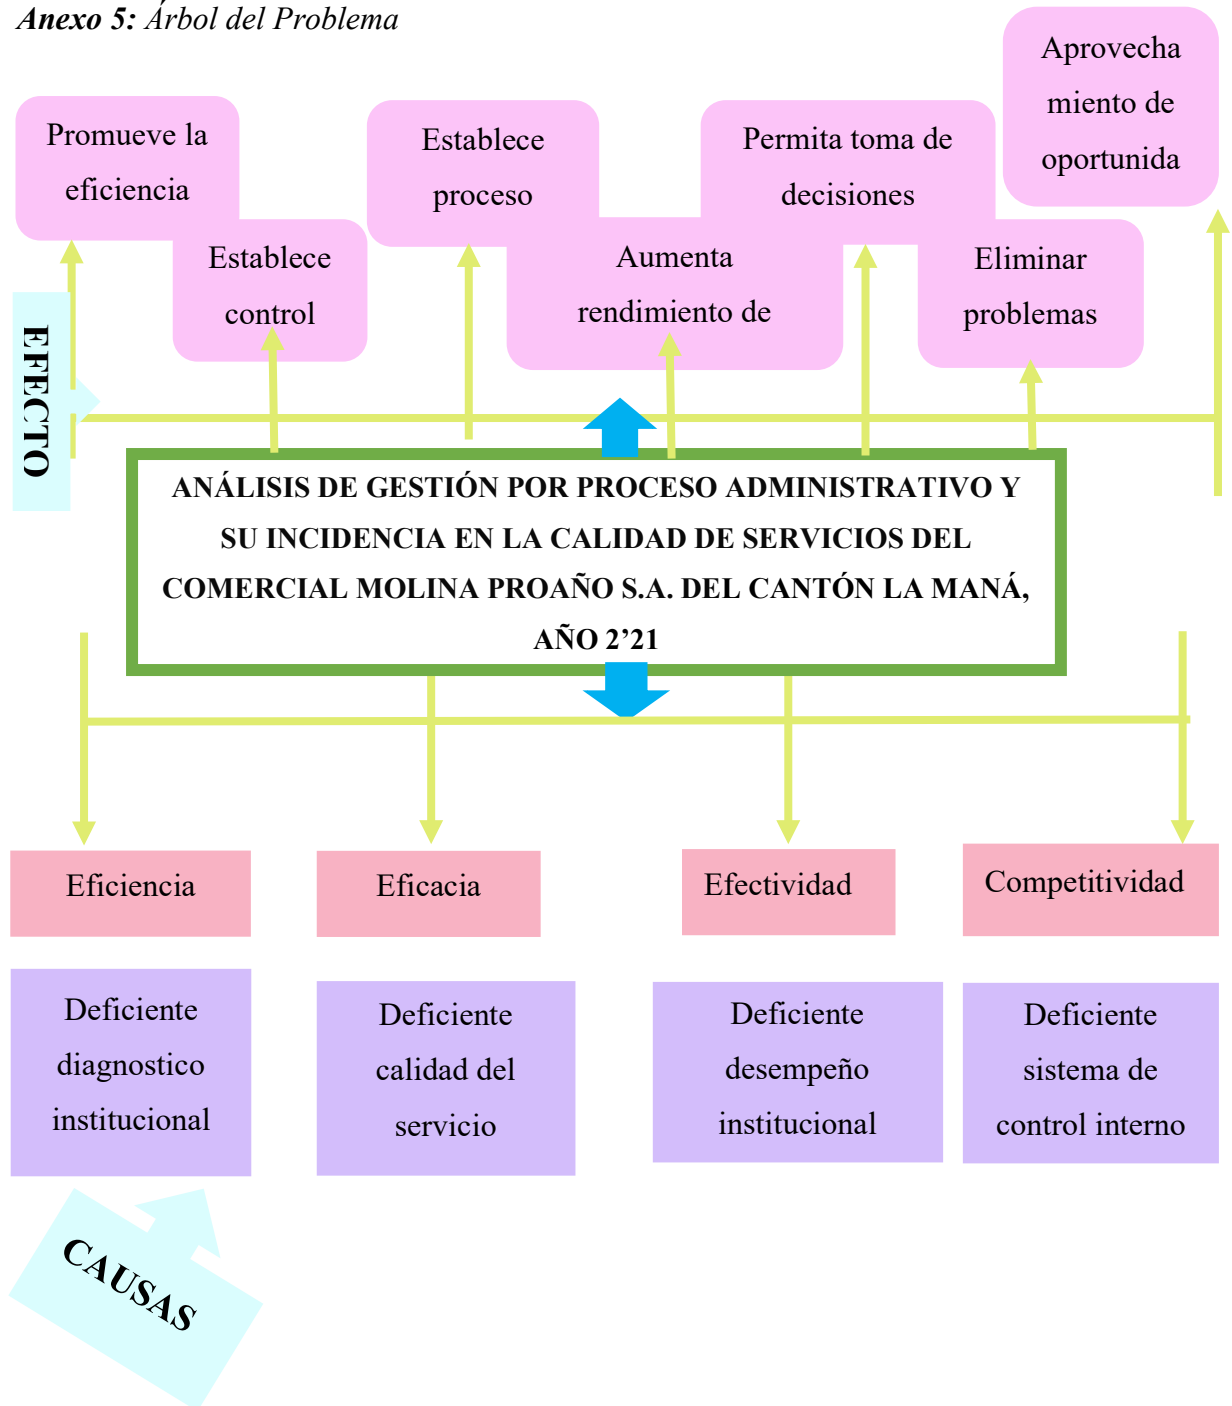 Anexo 5: Árbol del Problema
Promueve la
eficiencia
Establece
control
Establece
proceso
Aumenta
rendimiento de
Permita toma de
decisiones
Eliminar
problemas
Aprovecha
miento de
oportunida
EFECTO
ANÁLISIS DE GESTIÓN POR PROCESO ADMINISTRATIVO Y
SU INCIDENCIA EN LA CALIDAD DE SERVICIOS DEL
COMERCIAL MOLINA PROAÑO S.A. DEL CANTÓN LA MANÁ,
AÑO 2’21
Eficiencia
Eficacia
Efectividad
Competitividad
Deficiente
diagnostico
institucional
Deficiente
calidad del
servicio
Deficiente
desempeño
institucional
Deficiente
sistema de
control interno
CAUSAS